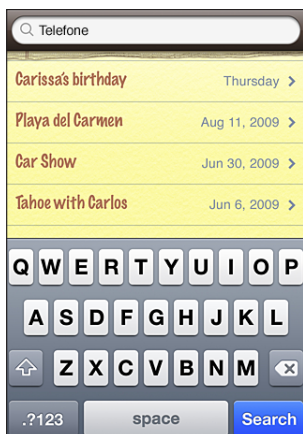 Telefone
Carissa's birthday Thursday
Playa del Carmen Aug 11, 2009
Car Show Jun 30, 2009
Tahoe with Carlos Jun 6, 2009
Q W E R T Y U I O P
A S D F G H J K L
Z X C V B N M
.?123 space Search